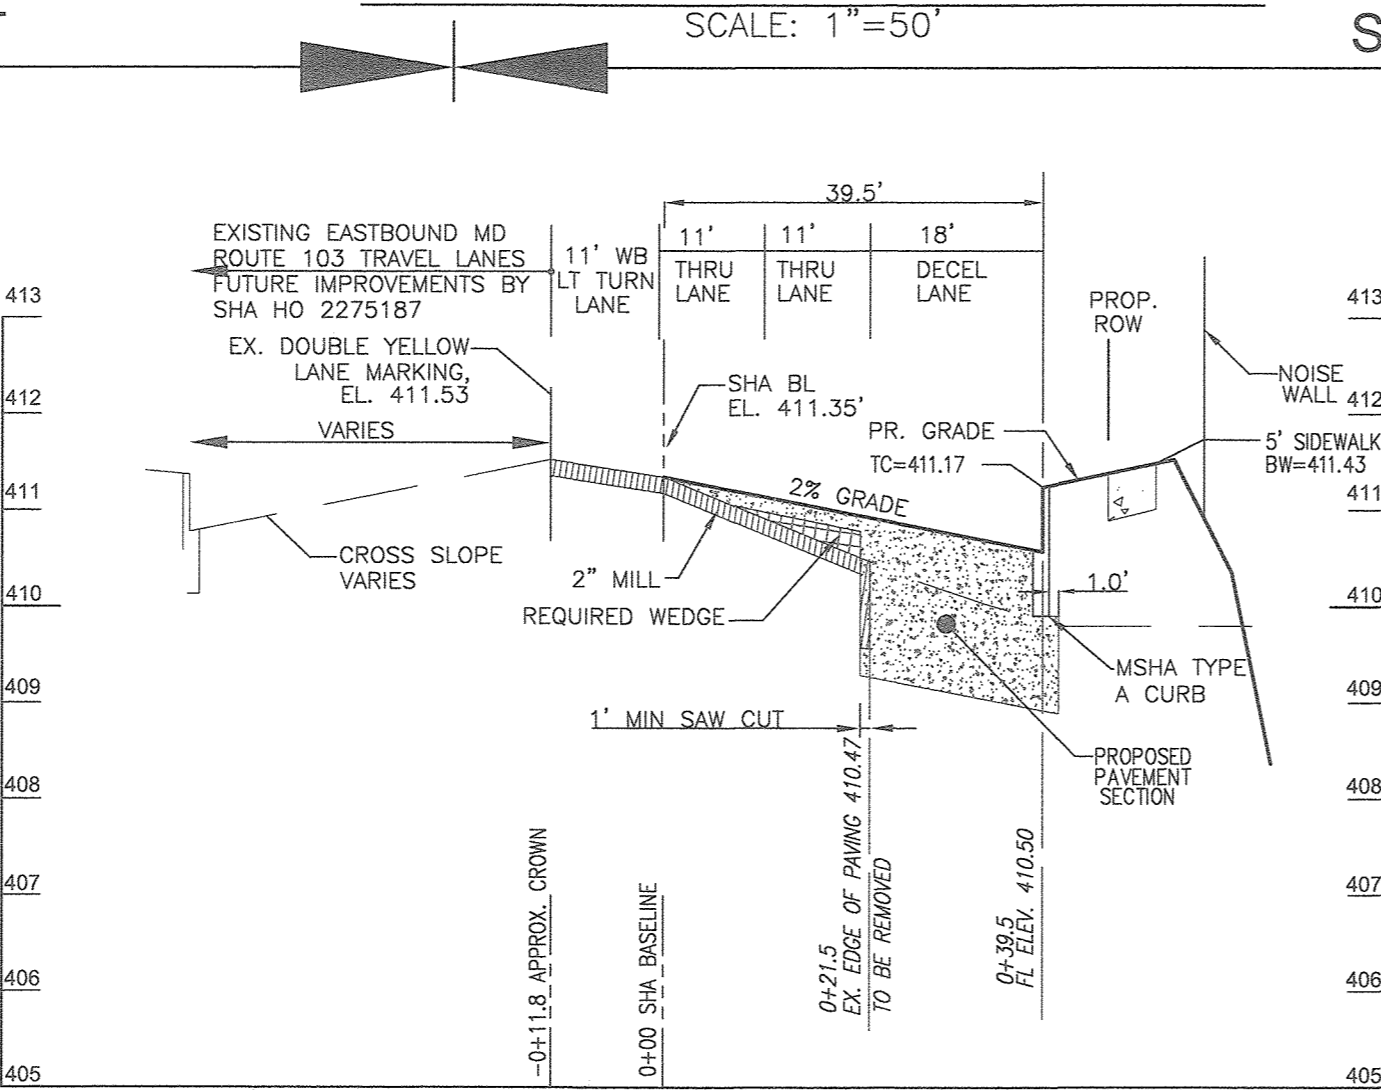 SCALE: 1"=50'
S
39.5'
EXISTING EASTBOUND MD
ROUTE 103 TRAVEL LANES
FUTURE IMPROVEMENTS BY
SHA HO 2275187
11' WB
LT TURN
LANE
11'
THRU
LANE
11'
THRU
LANE
18'
DECEL
LANE
PROP.
ROW
NOISE
WALL
EX. DOUBLE YELLOW
LANE MARKING,
EL. 411.53
VARIES
SHA BL
EL. 411.35'
PR. GRADE
TC=411.17
5' SIDEWALK
BW=411.43
2% GRADE
CROSS SLOPE
VARIES
2" MILL
REQUIRED WEDGE
1.0'
MSHA TYPE
A CURB
1' MIN SAW CUT
PROPOSED
PAVEMENT
SECTION
-0+11.8 APPROX. CROWN
0+00 SHA BASELINE
0+21.5
EX. EDGE OF PAVING 410.47
TO BE REMOVED
0+39.5
FL ELEV. 410.50
413
412
411
410
409
408
407
406
405
413
412
411
410
409
408
407
406
405